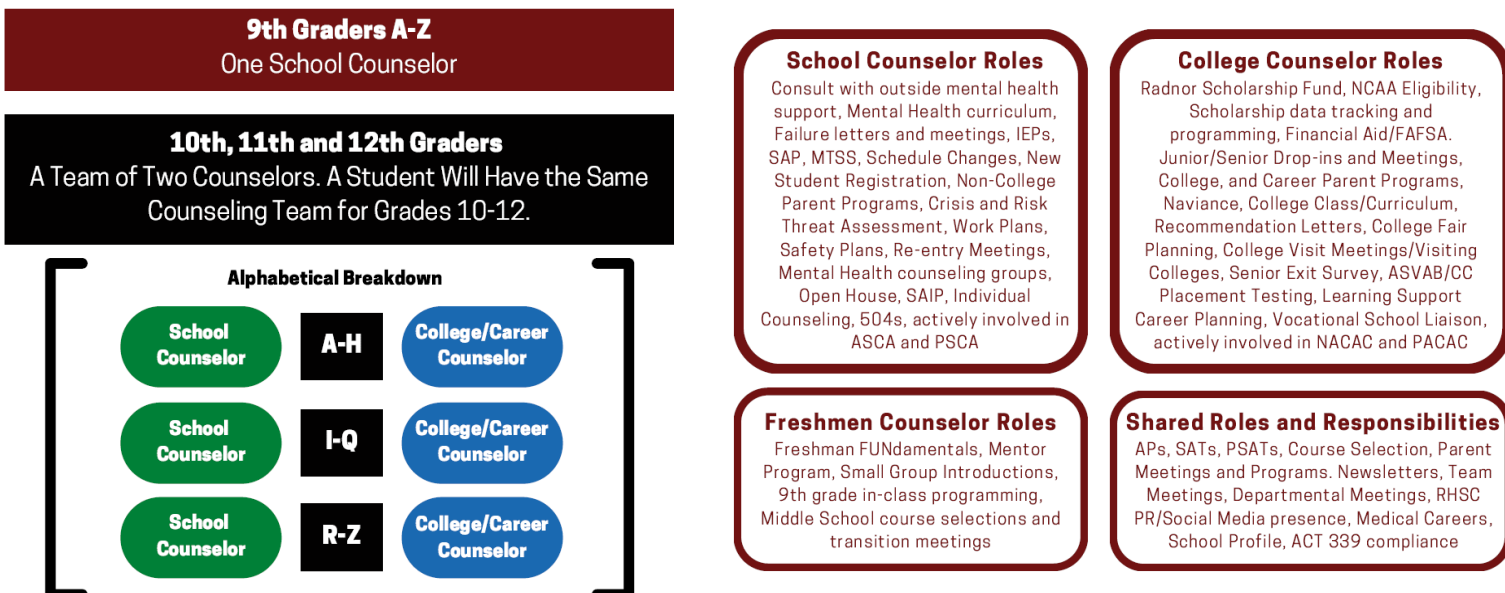 9th Graders A-Z
One School Counselor
10th, 11th and 12th Graders
A Team of Two Counselors. A Student Will Have the Same
Counseling Team for Grades 10-12.
Alphabetical Breakdown
School
Counselor
A-H
College/Career
Counselor
School
Counselor
I-Q
College/Career
Counselor
School
Counselor
R-Z
College/Career
Counselor
School Counselor Roles
Consult with outside mental health
support, Mental Health curriculum,
Failure letters and meetings, IEPs,
SAP, MTSS, Schedule Changes, New
Student Registration, Non-College
Parent Programs, Crisis and Risk
Threat Assessment, Work Plans,
Safety Plans, Re-entry Meetings,
Mental Health counseling groups,
Open House, SAIP, Individual
Counseling, 504s, actively involved in
ASCA and PSCA
College Counselor Roles
Radnor Scholarship Fund, NCAA Eligibility,
Scholarship data tracking and
programming, Financial Aid/FAFSA.
Junior/Senior Drop-ins and Meetings,
College, and Career Parent Programs,
Naviance, College Class/Curriculum,
Recommendation Letters, College Fair
Planning, College Visit Meetings/Visiting
Colleges, Senior Exit Survey, ASVAB/CC
Placement Testing, Learning Support
Career Planning, Vocational School Liaison,
actively involved in NACAC and PACAC
Freshmen Counselor Roles
Freshman FUNdamentals, Mentor
Program, Small Group Introductions,
9th grade in-class programming,
Middle School course selections and
transition meetings
Shared Roles and Responsibilities
APs, SATs, PSATs, Course Selection, Parent
Meetings and Programs. Newsletters, Team
Meetings, Departmental Meetings, RHSC
PR/Social Media presence, Medical Careers,
School Profile, ACT 339 compliance